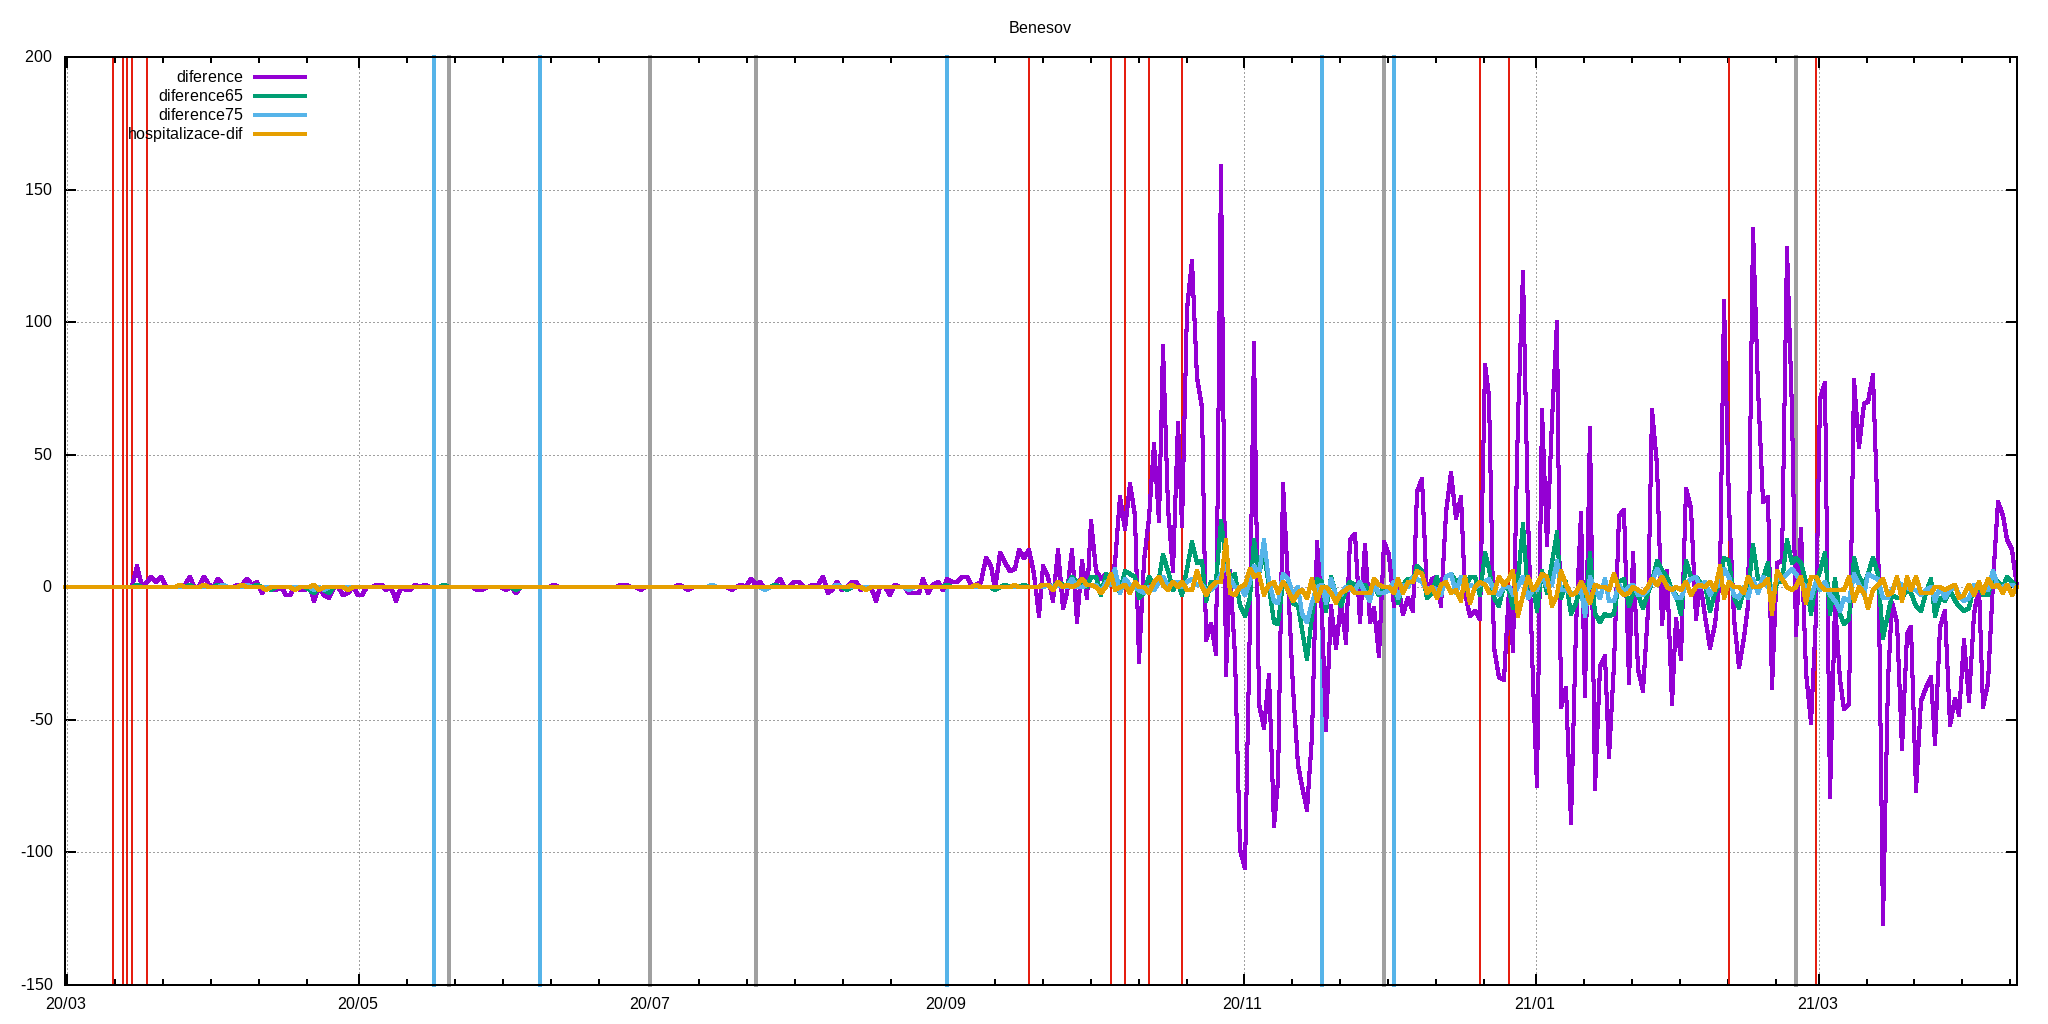 Benesov
200
150
100
50
0
-50
-100
-150
diference
diference65
diference75
hospitalizace-dif
20/03 20/05 20/07 20/09 20/11 21/01 21/03